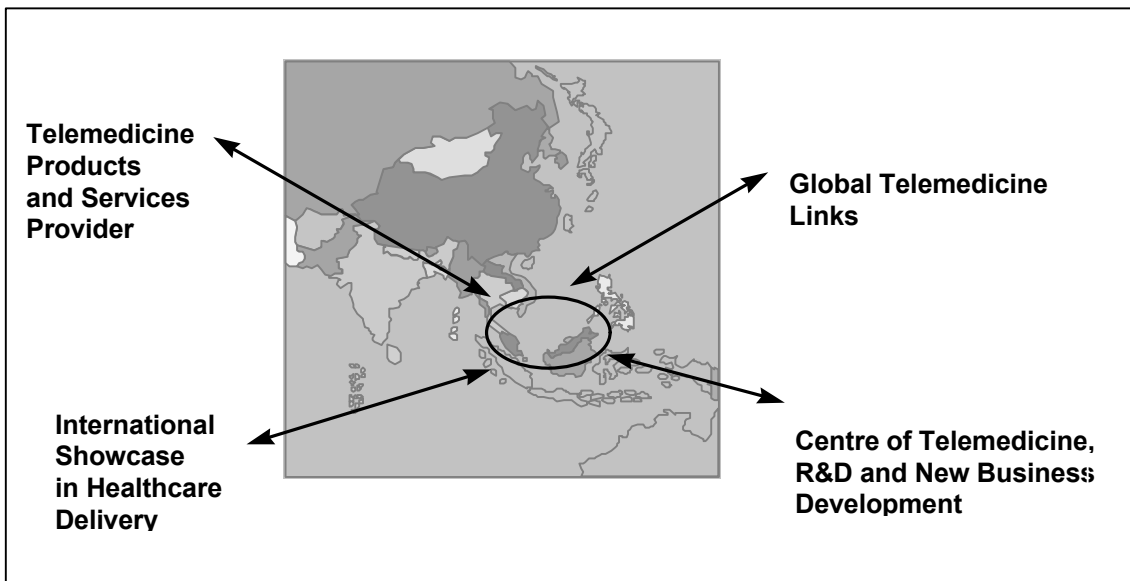 Telemedicine
Products
and Services
Provider
Global Telemedicine
Links
International
Showcase
in Healthcare
Delivery
Centre of Telemedicine,
R&D and New Business
Development